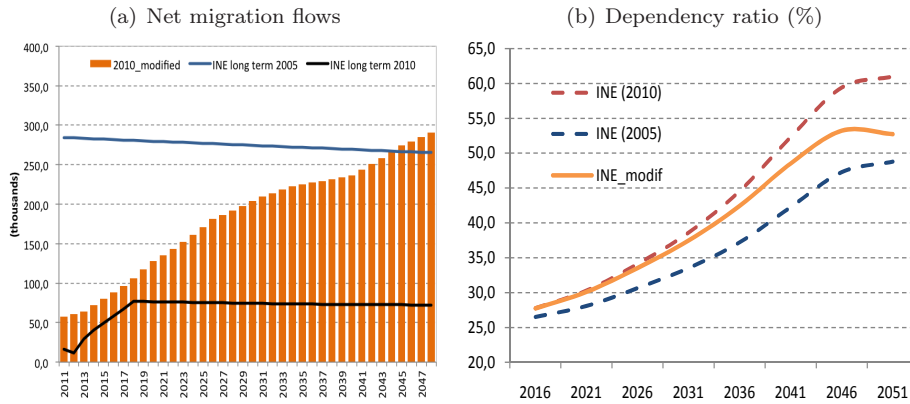 (a) Net migration flows
400,0
350,0
300,0
250,0
200,0
150,0
100,0
50,0
0,0
(thousands)
2010_modified INE long term 2005 INE long term 2010
2011 2013 2015 2017 2019 2021 2023 2025 2027 2029 2031 2033 2035 2037 2039 2041 2043 2045 2047
(b) Dependency ratio (%)
65,0
60,0
55,0
50,0
45,0
40,0
35,0
30,0
25,0
20,0
INE (2010)
INE (2005)
INE_modif
2016 2021 2026 2031 2036 2041 2046 2051